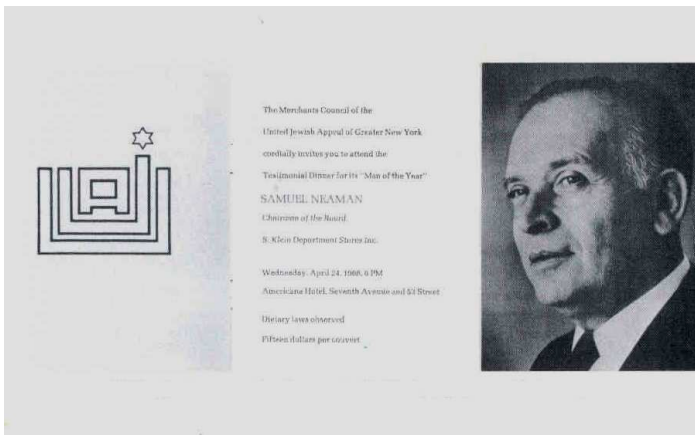 The Merchants Council of the
United Jewish Appeal of Greater New York
cordially invites you to attend the
Testimonial Dinner for its "Man of the Year"
SAMUEL NEAMAN
Chairman of the Board
S. Klein Department Stores Inc.
Wednesday, April 24, 1968, 6 PM
Americana Hotel, Seventh Avenue and 53 Street
Dietary laws observed
Fifteen dollars per couvert